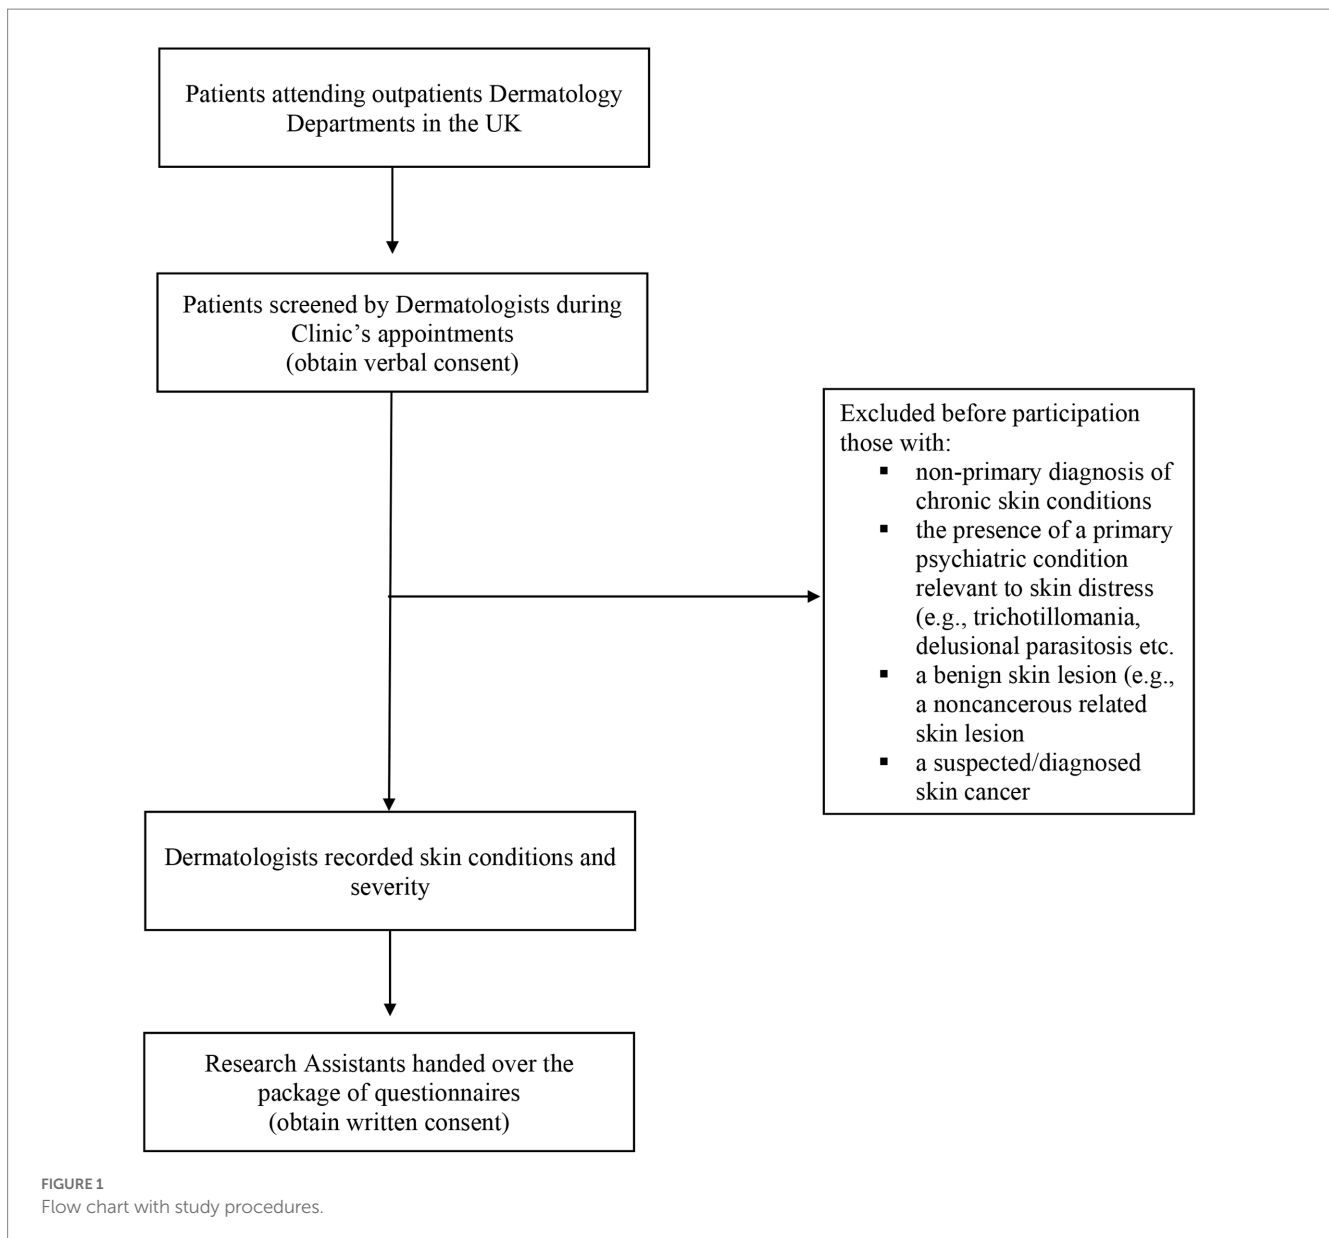 Patients attending outpatients Dermatology
Departments in the UK
Patients screened by Dermatologists during
Clinic’s appointments
(obtain verbal consent)
Excluded before participation
those with:
▪ non-primary diagnosis of
chronic skin conditions
▪ the presence of a primary
psychiatric condition
relevant to skin distress
(e.g., trichotillomania,
delusional parasitosis etc.
▪ a benign skin lesion (e.g.,
a noncancerous related
skin lesion
▪ a suspected/diagnosed
skin cancer
Dermatologists recorded skin conditions and
severity
Research Assistants handed over the
package of questionnaires
(obtain written consent)
FIGURE 1
Flow chart with study procedures.